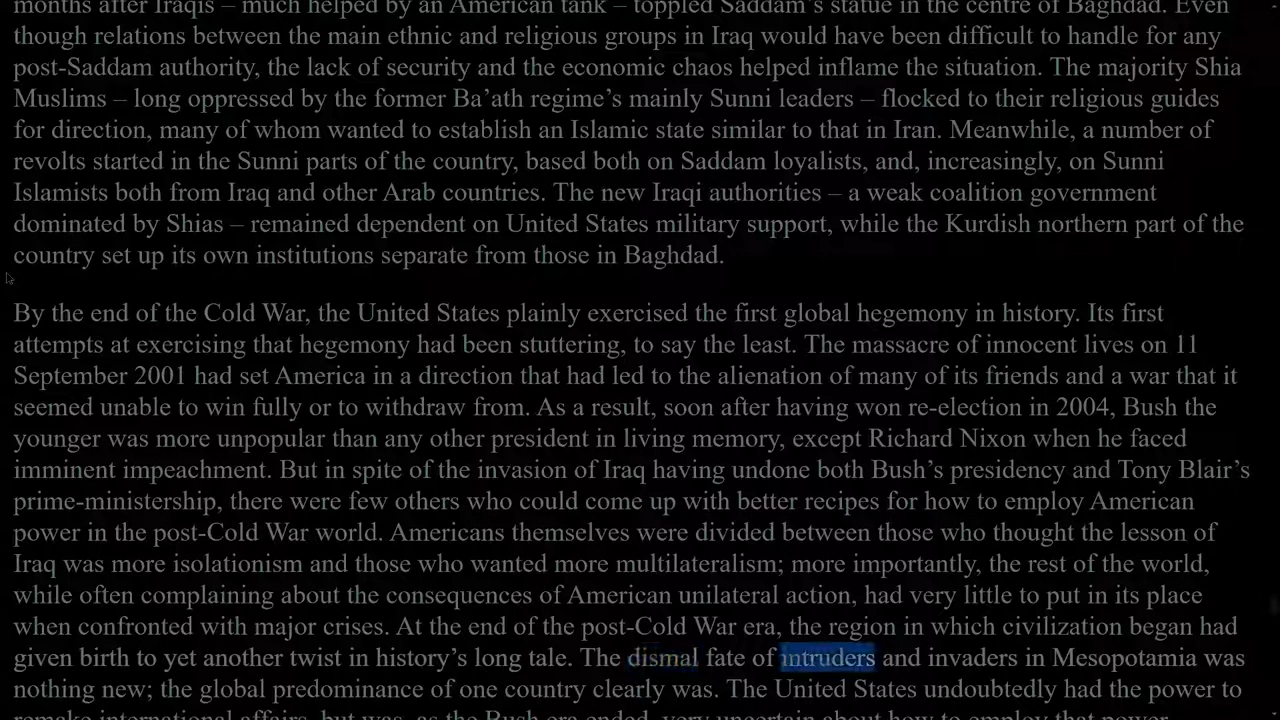 months after Iraqis – much helped by an American tank – toppled Saddam's statue in the centre of Baghdad. Even
though relations between the main ethnic and religious groups in Iraq would have been difficult to handle for any
post-Saddam authority, the lack of security and the economic chaos helped inflame the situation. The majority Shia
Muslims – long oppressed by the former Ba'ath regime's mainly Sunni leaders – flocked to their religious guides
for direction, many of whom wanted to establish an Islamic state similar to that in Iran. Meanwhile, a number of
revolts started in the Sunni parts of the country, based both on Saddam loyalists, and, increasingly, on Sunni
Islamists both from Iraq and other Arab countries. The new Iraqi authorities – a weak coalition government
dominated by Shias – remained dependent on United States military support, while the Kurdish northern part of the
country set up its own institutions separate from those in Baghdad.
By the end of the Cold War, the United States plainly exercised the first global hegemony in history. Its first
attempts at exercising that hegemony had been stuttering, to say the least. The massacre of innocent lives on 11
September 2001 had set America in a direction that had led to the alienation of many of its friends and a war that it
seemed unable to win fully or to withdraw from. As a result, soon after having won re-election in 2004, Bush the
younger was more unpopular than any other president in living memory, except Richard Nixon when he faced
imminent impeachment. But in spite of the invasion of Iraq having undone both Bush's presidency and Tony Blair's
prime-ministership, there were few others who could come up with better recipes for how to employ American
power in the post-Cold War world. Americans themselves were divided between those who thought the lesson of
Iraq was more isolationism and those who wanted more multilateralism; more importantly, the rest of the world,
while often complaining about the consequences of American unilateral action, had very little to put in its place
when confronted with major crises. At the end of the post-Cold War era, the region in which civilization began had
given birth to yet another twist in history's long tale. The dismal fate of intruders and invaders in Mesopotamia was
nothing new; the global predominance of one country clearly was. The United States undoubtedly had the power to
remake international affairs, but was, as the Bush era ended, very uncertain about how to employ that power